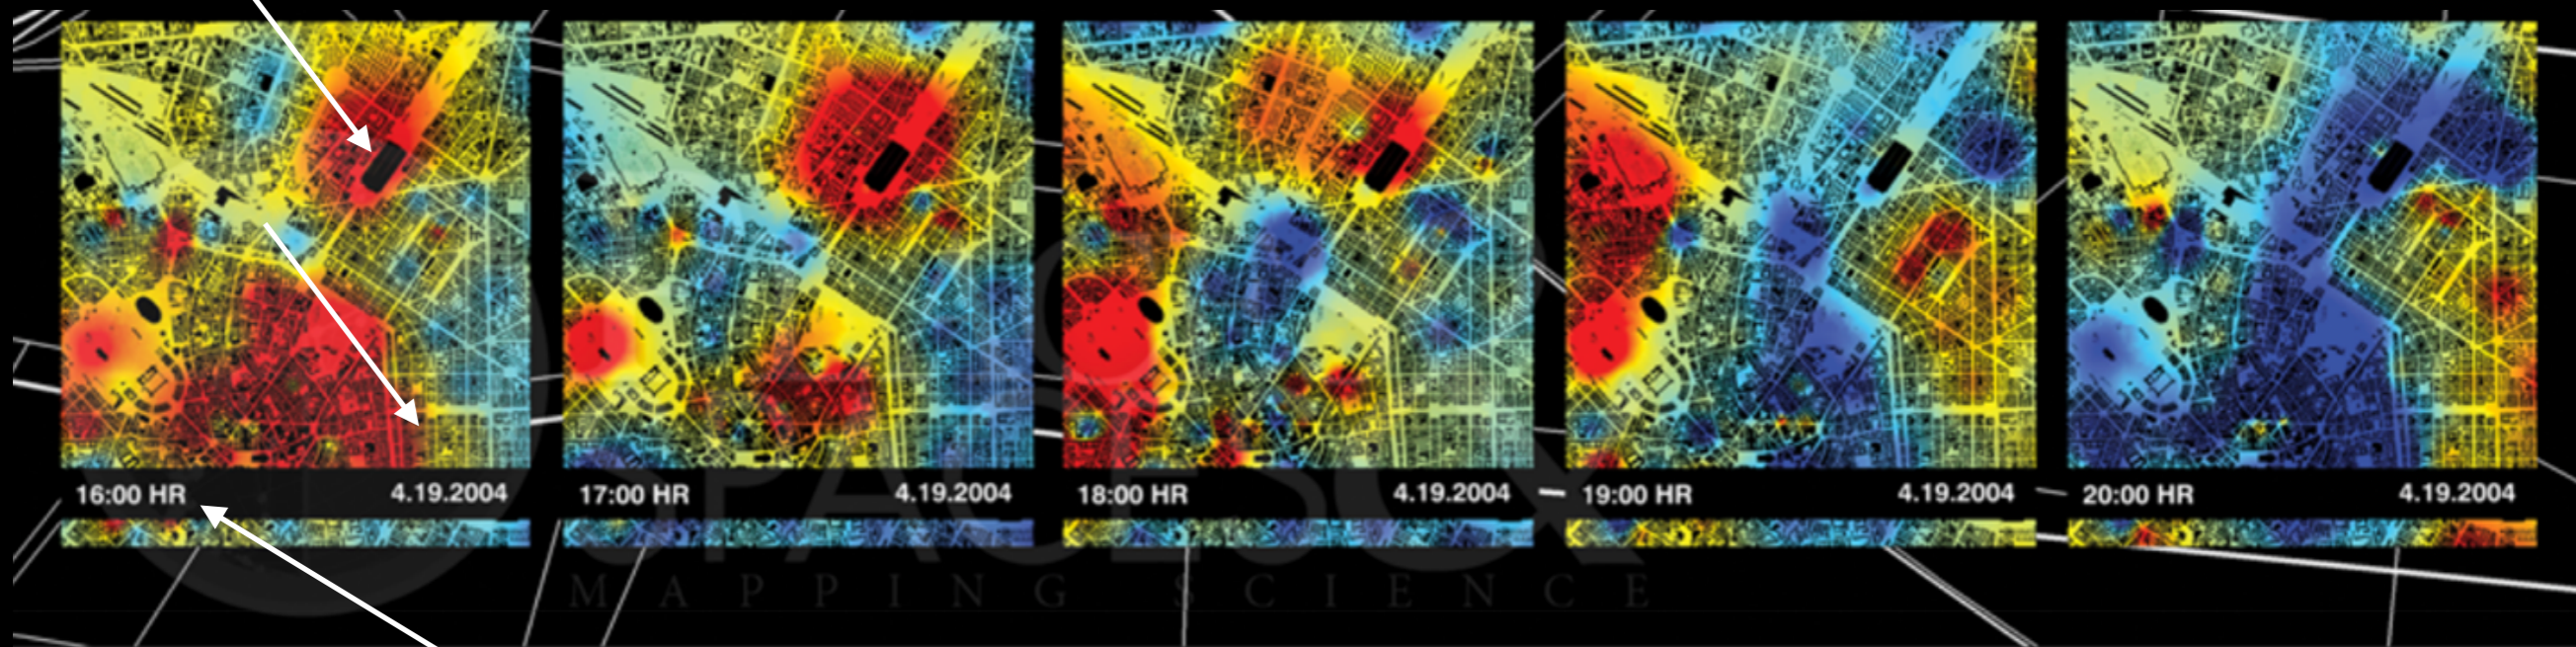 16:00 HR 4.19.2004
17:00 HR 4.19.2004
18:00 HR 4.19.2004
19:00 HR 4.19.2004
20:00 HR 4.19.2004
MAPPING SCIENCE